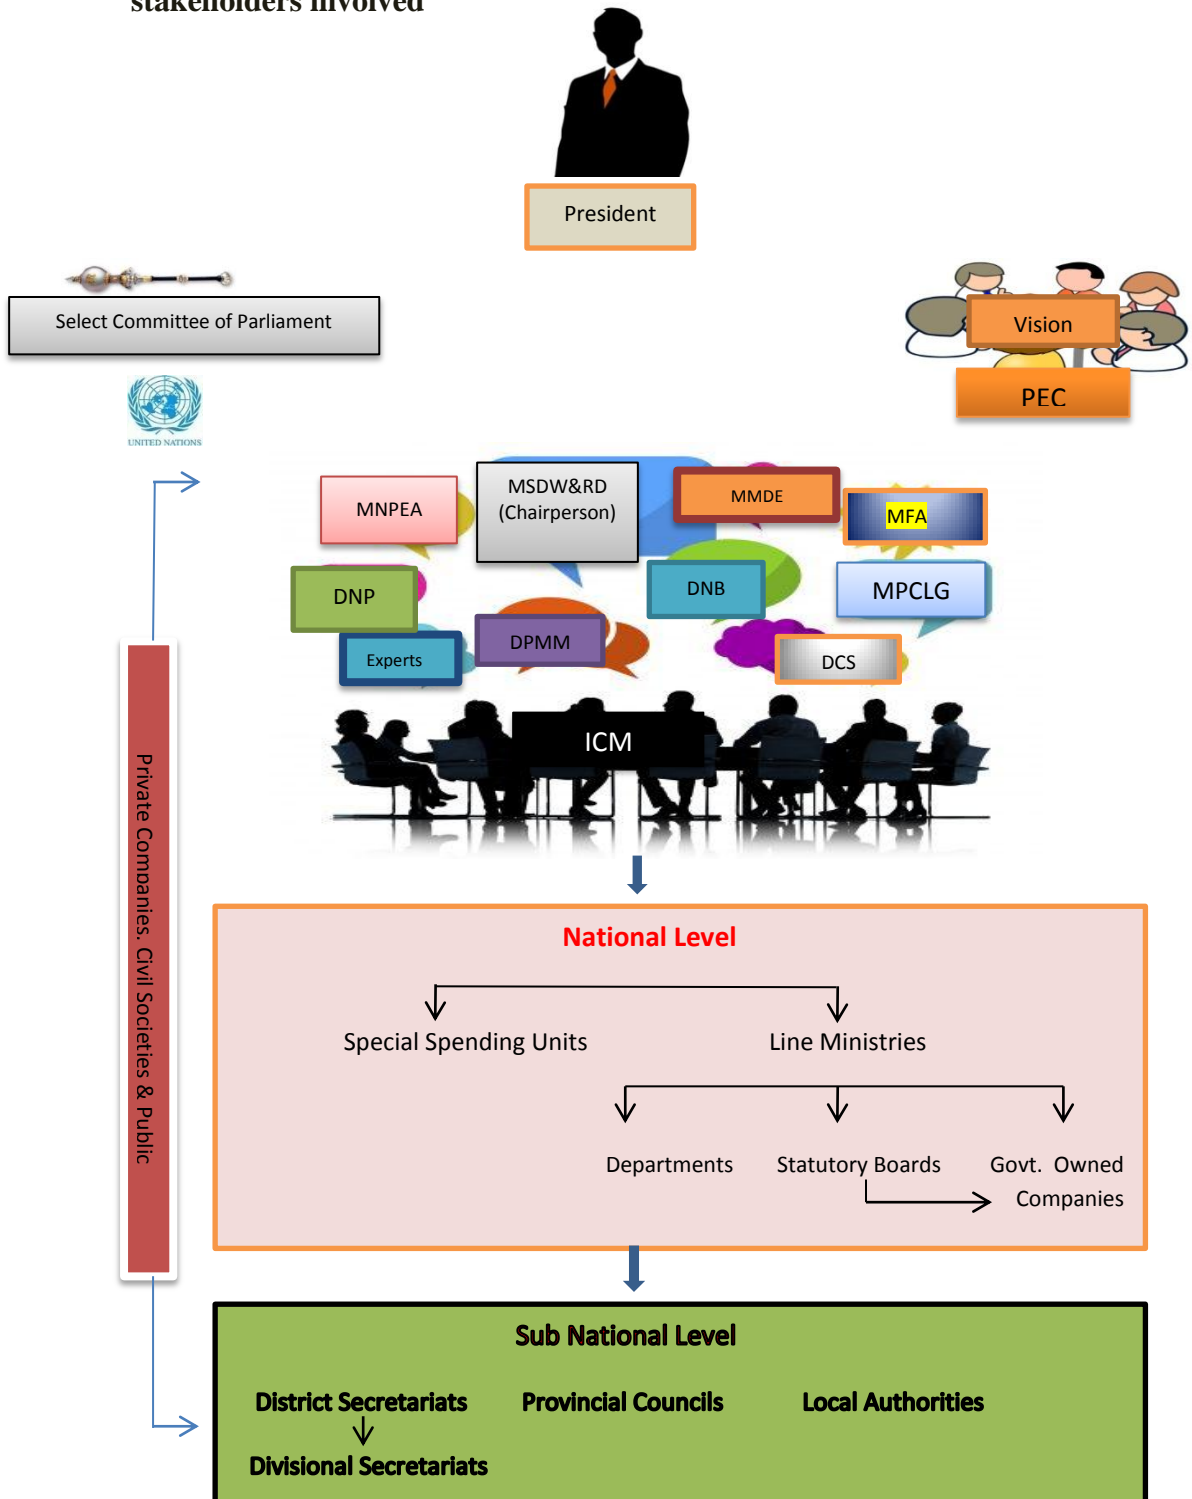 stakeholders involved
President
Select Committee of Parliament
Vision
PEC
UNITED NATIONS
MNPEA
MSDW&RD
(Chairperson)
MMDE
MFA
DNP
DNB
MPCLG
Experts
DPMM
DCS
ICM
Private Companies. Civil Societies & Public
National Level
Special Spending Units
Line Ministries
Departments
Statutory Boards
Govt. Owned
Companies
Sub National Level
District Secretariats
Provincial Councils
Local Authorities
Divisional Secretariats